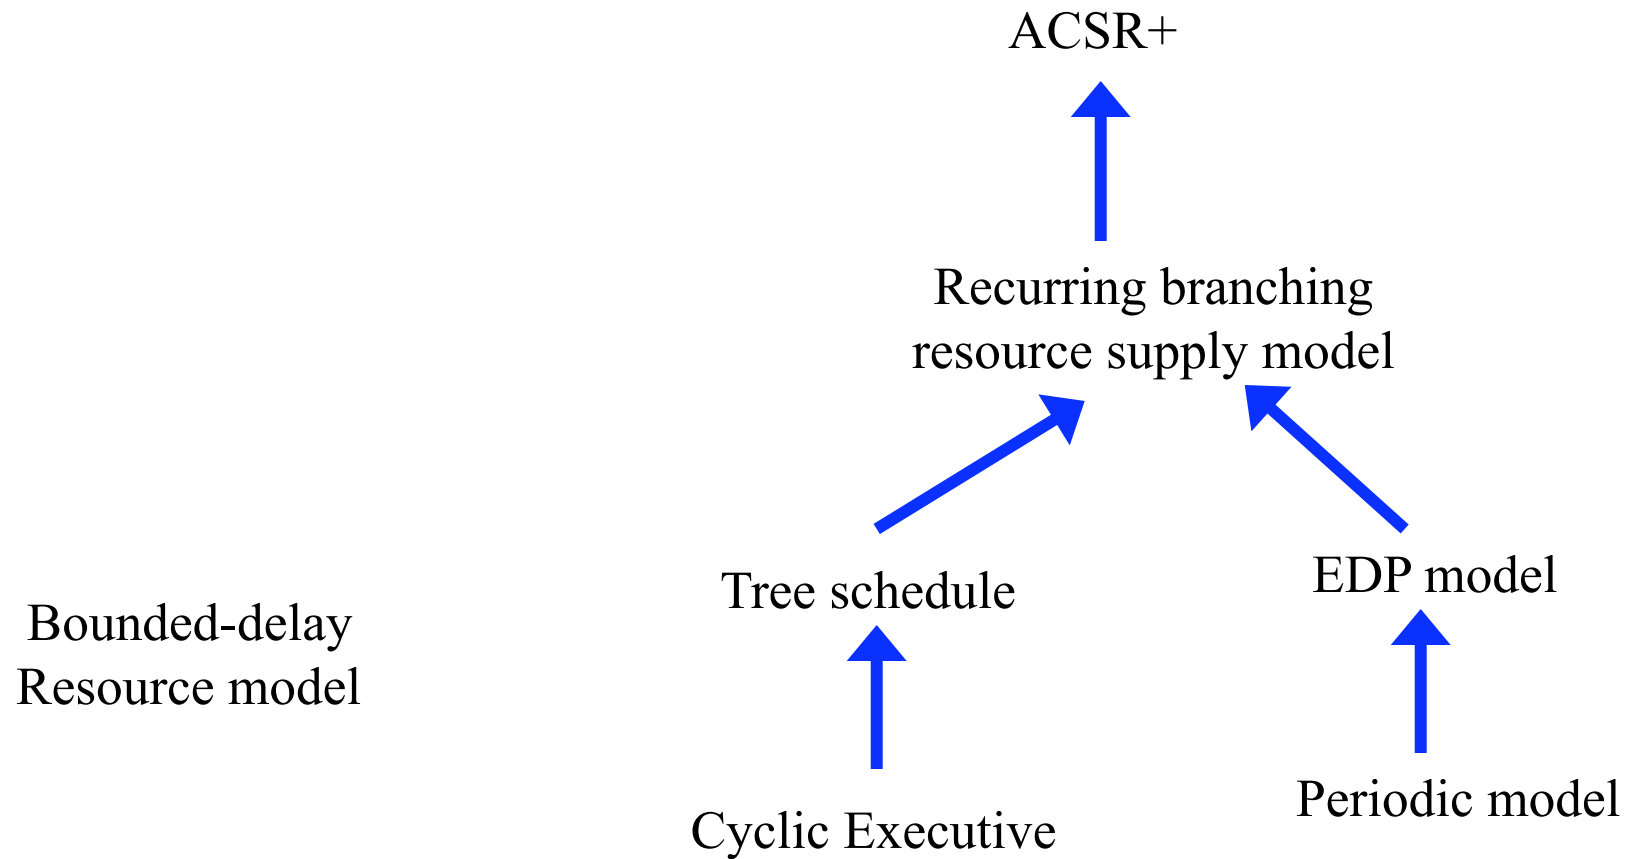 ACSR+
Recurring branching
resource supply model
Tree schedule
EDP model
Bounded-delay
Resource model
Cyclic Executive
Periodic model